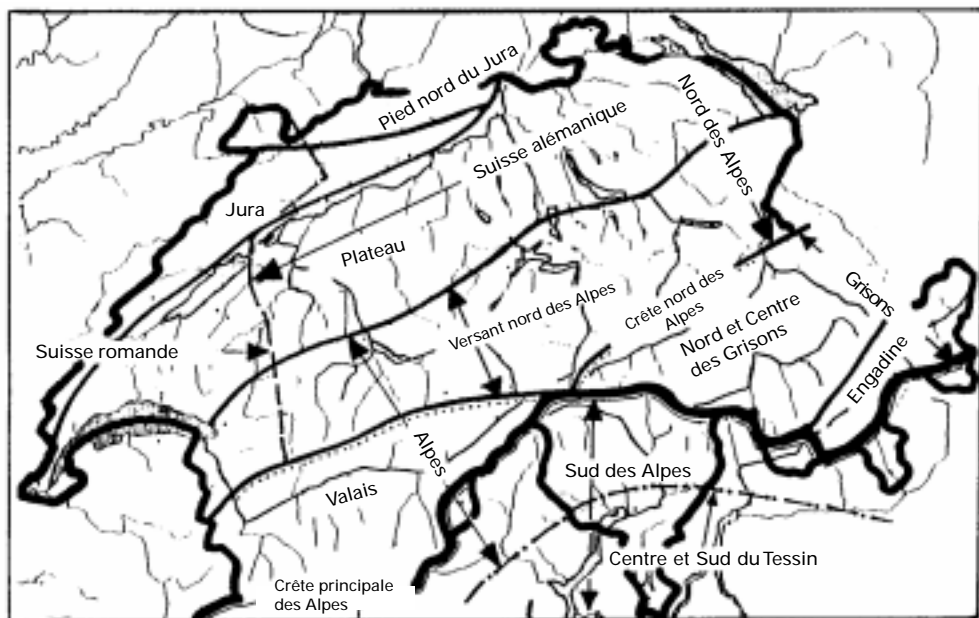 Pied nord du Jura
Nord des Alpes
Suisse alémanique
Jura
Plateau
Grisons
Crête nord des
Alpes
Versant nord des Alpes
Nord et Centre
des Grisons
Engadine
Suisse romande
Alpes
Sud des Alpes
Valais
Centre et Sud du Tessin
Crête principale
des Alpes